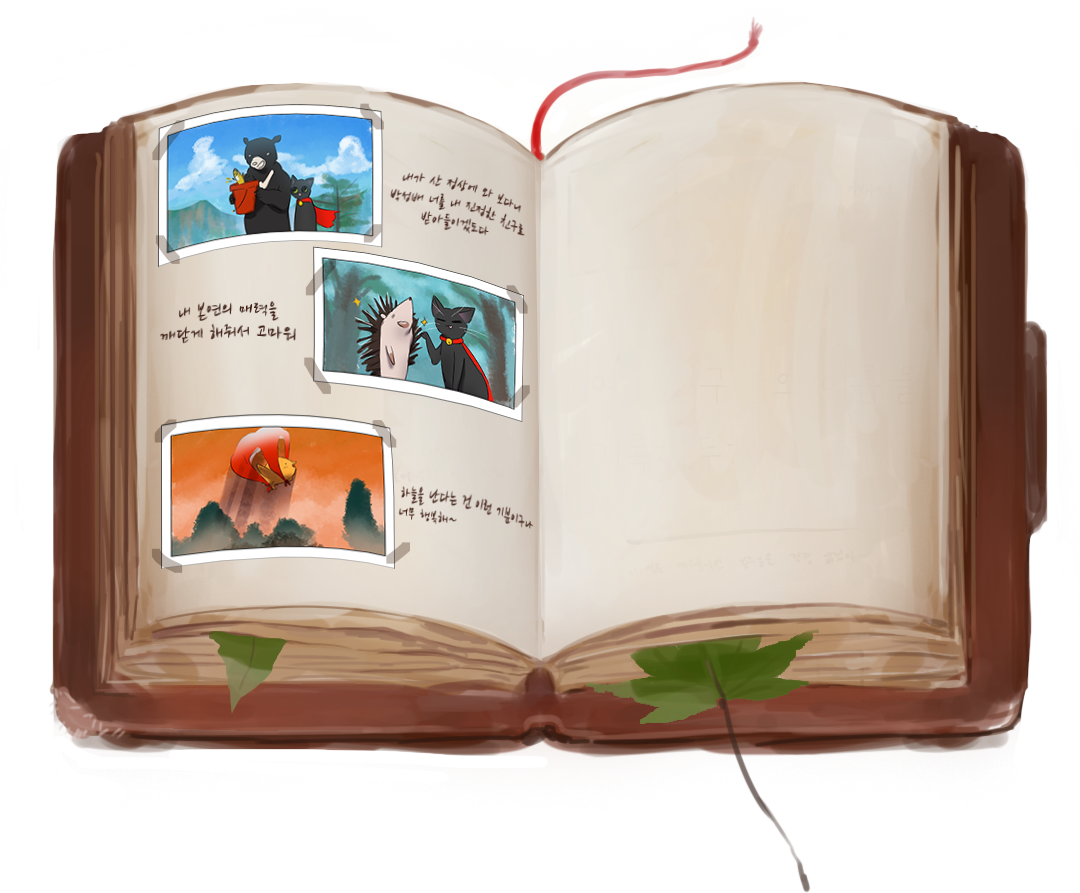 내가 산 정상에 와 보다니
방정배 너를 내 진정한 친구로
받아들이겠도다
내 본연의 매력을
깨닫게 해줘서 고마워
하늘을 난다는 건 이런 기분이구나
너무 행복해~